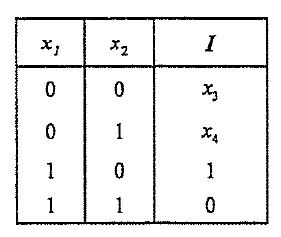 x₁ x₂ I
0 0 x₃
0 1 x₄
1 0 1
1 1 0